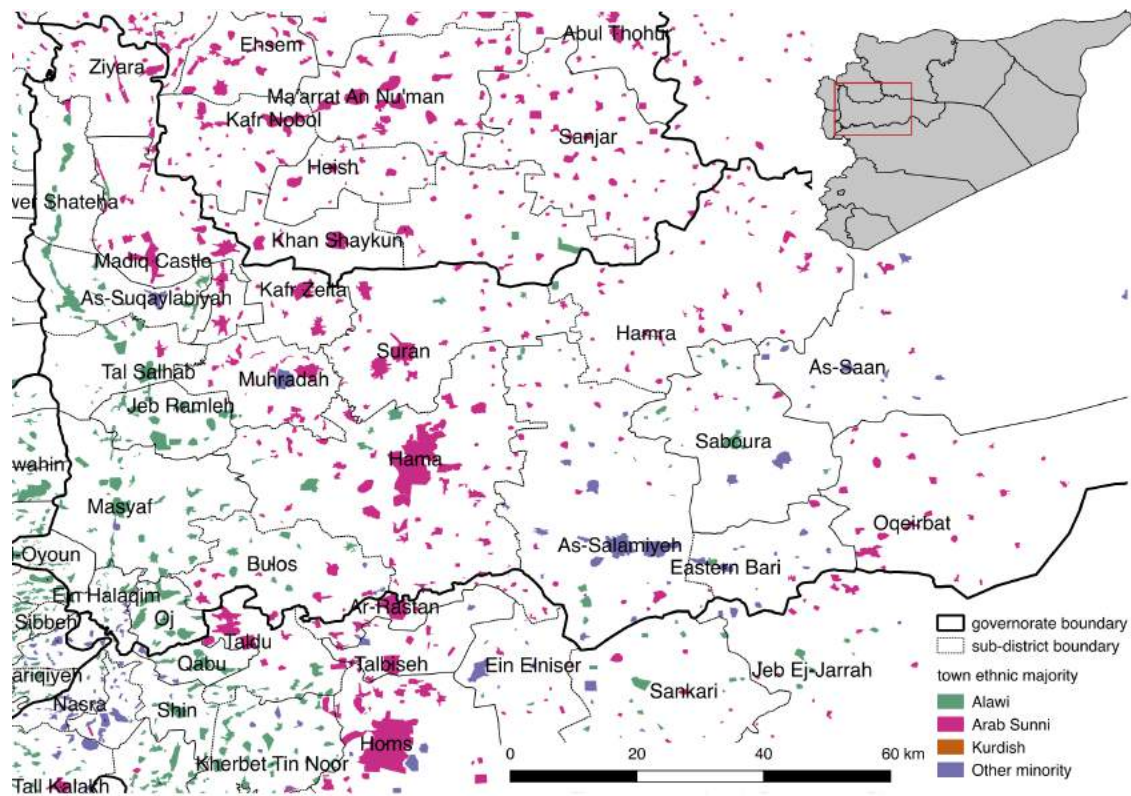 Ehsem
Abul Thohur
Ziyara
Ma'arrat An Nu'man
Kafr Nobol
Sanjar
Heish
wer Shateha
Khan Shaykun
Madiq Castle
As-Suqaylabiyah
Kafr Zeita
Hamra
Suran
Tal Salhab
Muhradah
As-Saan
Jeb Ramleh
Saboura
wahin
Hama
Masyaf
Oqeirbat
l-Oyoun
As-Salamiyeh
Bulos
Eastern Bari
Ein Halaqim
Ar-Rastan
Sibbeh
Oj
Taldu
governorate boundary
sub-district boundary
Qabu
Talbiseh
Ein Elniser
Jeb Ej-Jarrah
ariqiyeh
Sankari
town ethnic majority
Nasra
Shin
Alawi
Arab Sunni
Homs
Kherbet Tin Noor
Kurdish
0 20 40 60 km
Other minority
Tall Kalakh